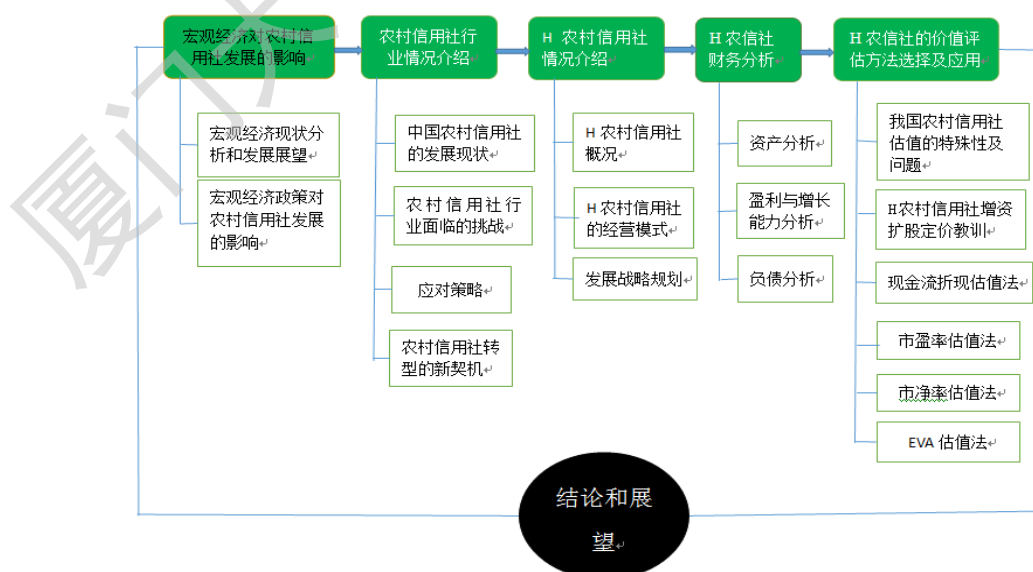 宏观经济对农村信
用社发展的影响
农村信用社行
业情况介绍
H 农村信用社
情况介绍
H 农信社
财务分析
H 农信社的价值评
估方法选择及应用
宏观经济现状分
析和发展展望
宏观经济政策对
农村信用社发展
的影响
中国农村信用社
的发展现状
农村信用社行
业面临的挑战
应对策略
农村信用社转
型的新契机
H 农村信用社
概况
H 农村信用社
的经营模式
发展战略规划
资产分析
盈利与增长
能力分析
负债分析
我国农村信用社
估值的特殊性及
问题
H农村信用社增资
扩股定价教训
现金流折现估值法
市盈率估值法
市净率估值法
EVA 估值法
结论和展
望
厦门大